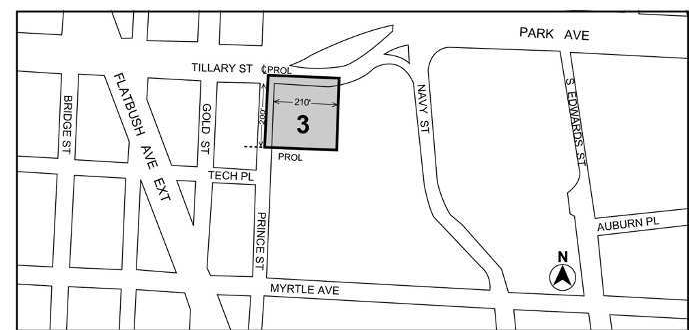 PARK AVE
TILLARY ST
℄PROL
210'
200'
3
PROL
BRIDGE ST
FLATBUSH AVE EXT
GOLD ST
TECH PL
PRINCE ST
MYRTLE AVE
NAVY ST
S EDWARDS ST
AUBURN PL
N